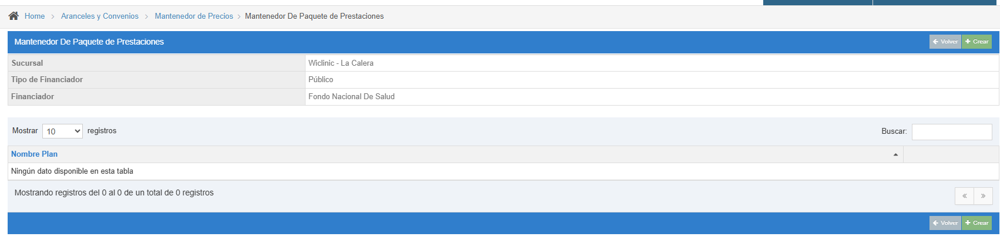 Home > Aranceles y Convenios > Mantenedor de Precios > Mantenedor De Paquete de Prestaciones
Mantenedor De Paquete de Prestaciones Volver Crear
Sucursal Wiclinic - La Calera
Tipo de Financiador Público
Financiador Fondo Nacional De Salud
Mostrar 10 registros Buscar:
Nombre Plan
Ningún dato disponible en esta tabla
Mostrando registros del 0 al 0 de un total de 0 registros « »
Volver Crear